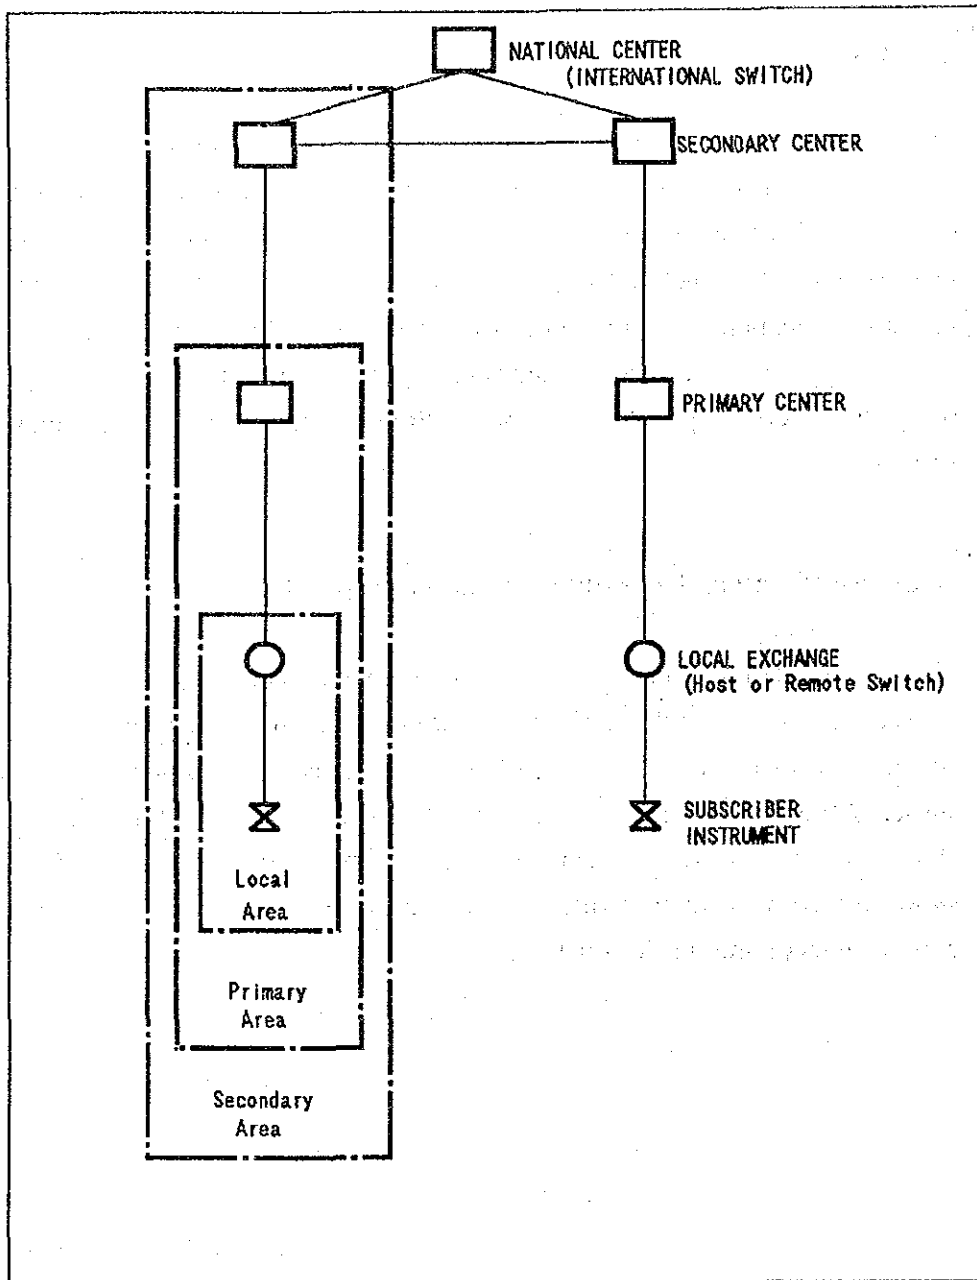 NATIONAL CENTER
(INTERNATIONAL SWITCH)
SECONDARY CENTER
PRIMARY CENTER
LOCAL EXCHANGE
(Host or Remote Switch)
SUBSCRIBER
INSTRUMENT
Local
Area
Primary
Area
Secondary
Area